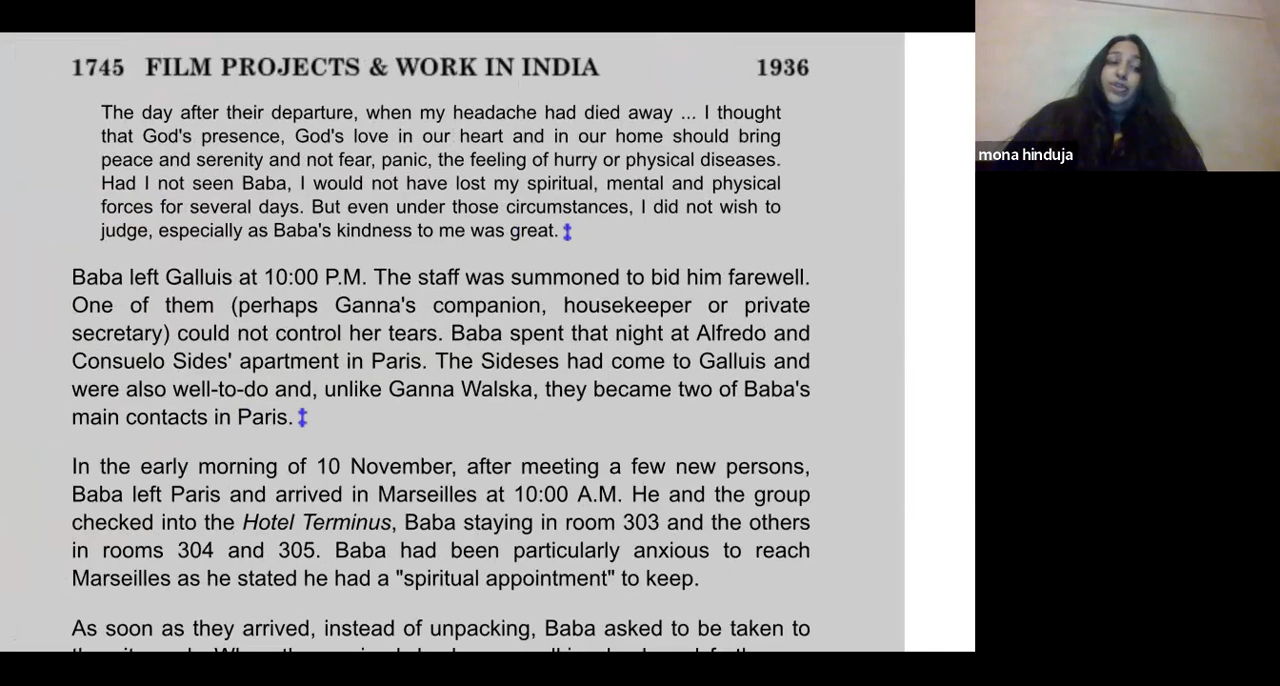 1745 FILM PROJECTS & WORK IN INDIA 1936
The day after their departure, when my headache had died away ... I thought
that God's presence, God's love in our heart and in our home should bring
peace and serenity and not fear, panic, the feeling of hurry or physical diseases.
Had I not seen Baba, I would not have lost my spiritual, mental and physical
forces for several days. But even under those circumstances, I did not wish to
judge, especially as Baba's kindness to me was great. ‡
Baba left Galluis at 10:00 P.M. The staff was summoned to bid him farewell.
One of them (perhaps Ganna's companion, housekeeper or private
secretary) could not control her tears. Baba spent that night at Alfredo and
Consuelo Sides' apartment in Paris. The Sideses had come to Galluis and
were also well-to-do and, unlike Ganna Walska, they became two of Baba's
main contacts in Paris. ‡
In the early morning of 10 November, after meeting a few new persons,
Baba left Paris and arrived in Marseilles at 10:00 A.M. He and the group
checked into the Hotel Terminus, Baba staying in room 303 and the others
in rooms 304 and 305. Baba had been particularly anxious to reach
Marseilles as he stated he had a "spiritual appointment" to keep.
As soon as they arrived, instead of unpacking, Baba asked to be taken to
mona hinduja